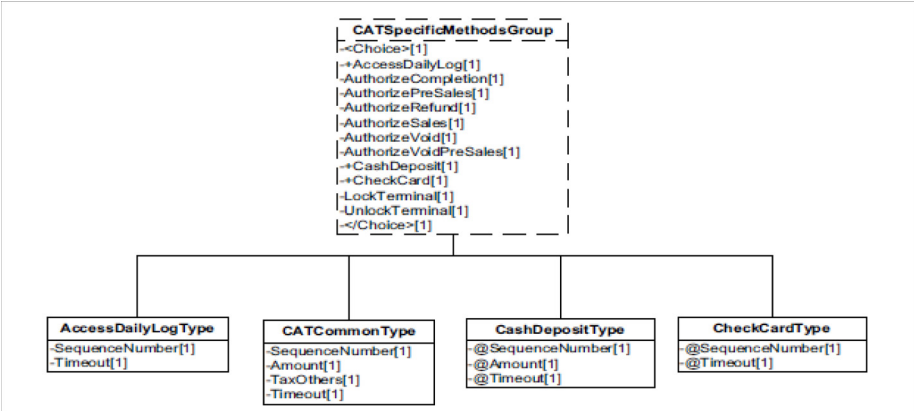 CATSpecificMethodsGroup
-<Choice>[1]
-+AccessDailyLog[1]
-AuthorizeCompletion[1]
-AuthorizePreSales[1]
-AuthorizeRefund[1]
-AuthorizeSales[1]
-AuthorizeVoid[1]
-AuthorizeVoidPreSales[1]
-+CashDeposit[1]
-+CheckCard[1]
-LockTerminal[1]
-UnlockTerminal[1]
-</Choice>[1]
AccessDailyLogType
-SequenceNumber[1]
-Timeout[1]
CATCommonType
-SequenceNumber[1]
-Amount[1]
-TaxOthers[1]
-Timeout[1]
CashDepositType
-@SequenceNumber[1]
-@Amount[1]
-@Timeout[1]
CheckCardType
-@SequenceNumber[1]
-@Timeout[1]